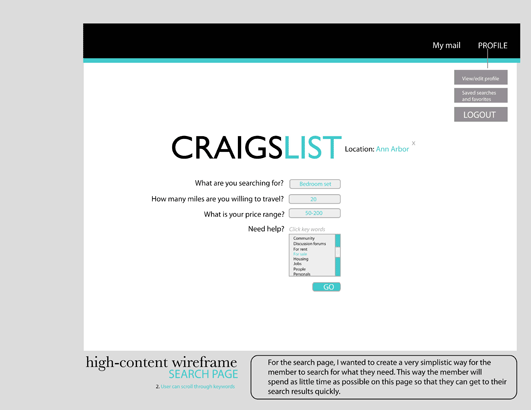 My mail PROFILE
View/edit profile
Saved searches
and favorites
LOGOUT
CRAIGSLIST
Location: Ann Arbor x
What are you searching for? Bedroom set
How many miles are you willing to travel? 20
What is your price range? 50-200
Need help? Click key words
Community
Discussion forums
For rent
For sale
Housing
Jobs
People
Personals
GO
high-content wireframe
SEARCH PAGE
2. User can scroll through keywords
For the search page, I wanted to create a very simplistic way for the
member to search for what they need. This way the member will
spend as little time as possible on this page so that they can get to their
search results quickly.